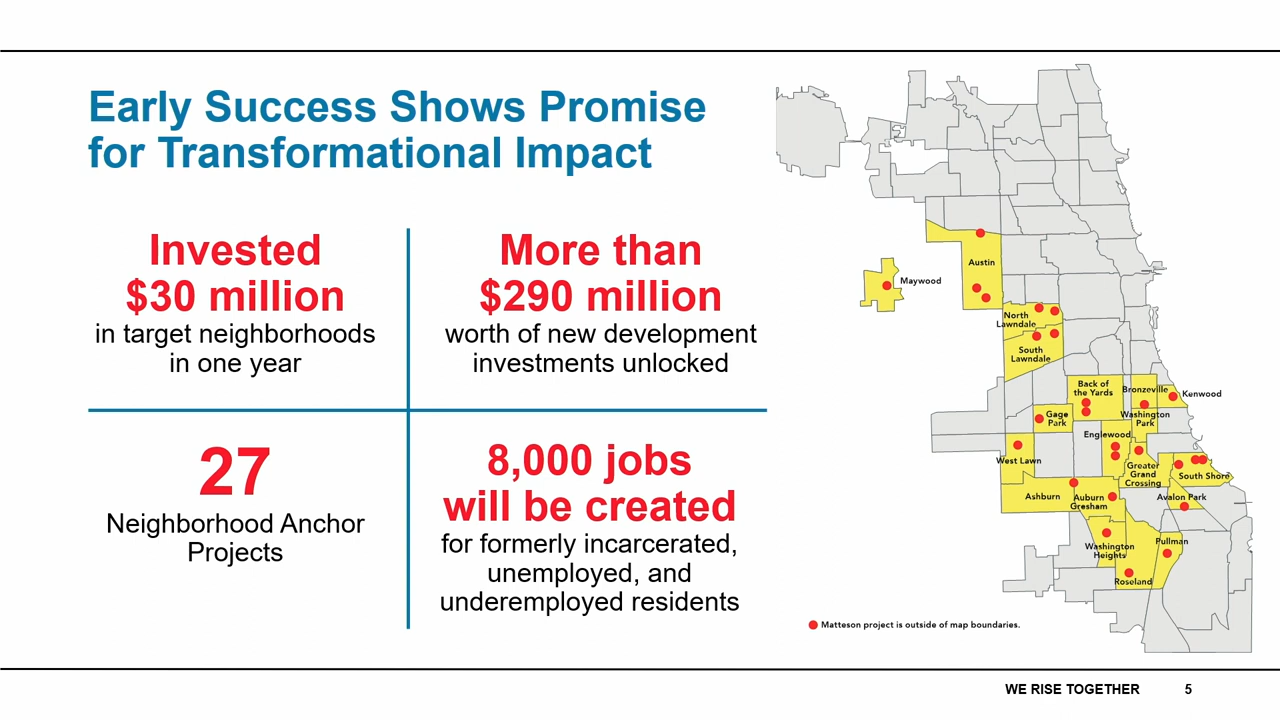 Early Success Shows Promise
for Transformational Impact
Invested
$30 million
in target neighborhoods
in one year
More than
$290 million
worth of new development
investments unlocked
27
Neighborhood Anchor
Projects
8,000 jobs
will be created
for formerly incarcerated,
unemployed, and
underemployed residents
Austin
Maywood
North
Lawndale
South
Lawndale
Back of
the Yards
Bronzeville
Kenwood
Gage
Park
Washington
Park
Englewood
West Lawn
Greater
Grand
Crossing
South Shore
Ashburn
Auburn
Gresham
Avalon Park
Washington
Heights
Pullman
Roseland
Matteson project is outside of map boundaries.
WE RISE TOGETHER
5